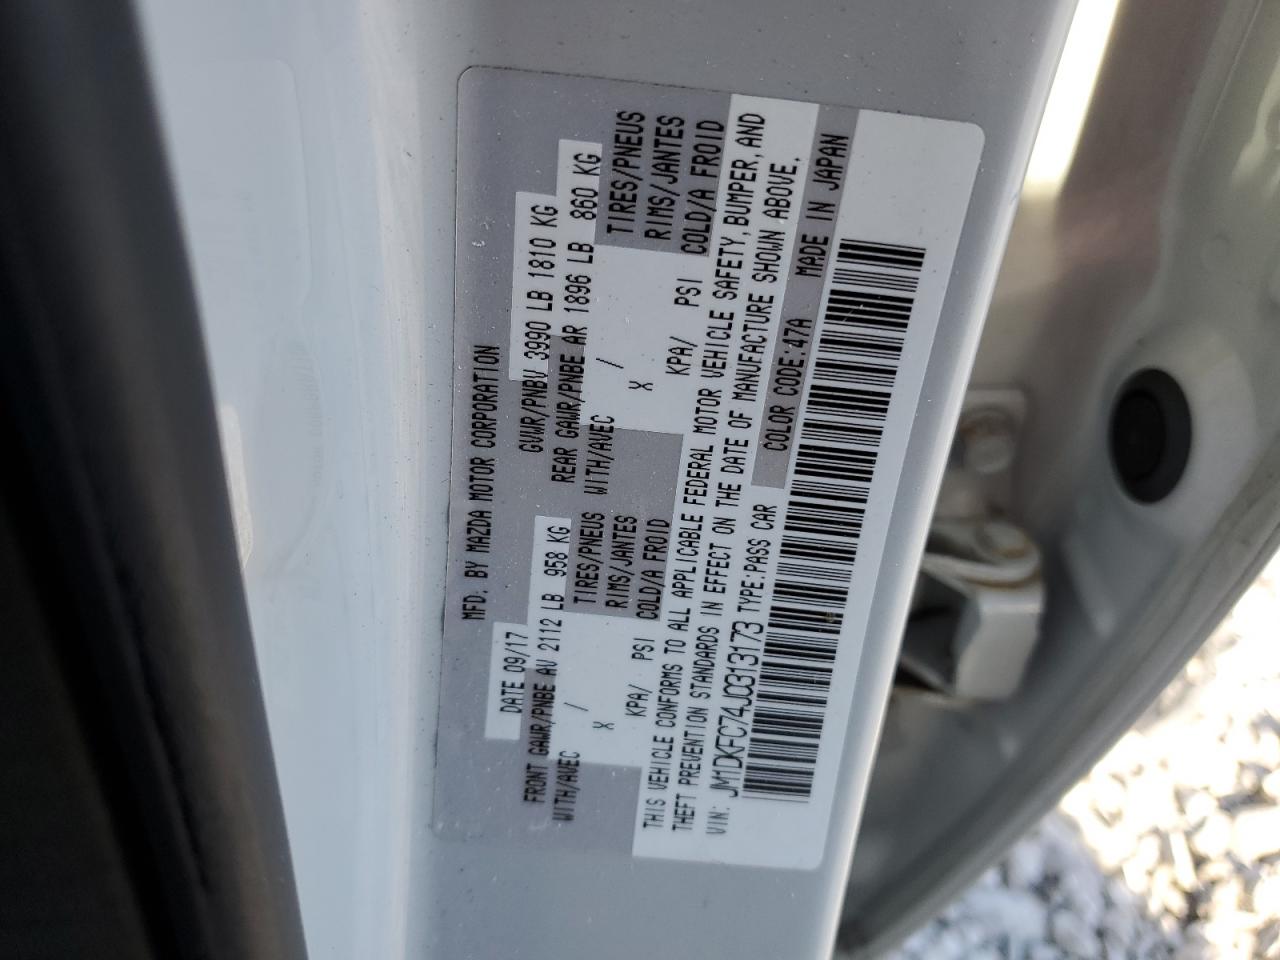 MFD. BY MAZDA MOTOR CORPORATION
DATE 09/17 GVWR/PNBV 3990 LB 1810 KG
FRONT GAWR/PNBE AV 2112 LB 958 KG REAR GAWR/PNBE AR 1896 LB 860 KG
WITH/AVEC TIRES/PNEUS WITH/AVEC TIRES/PNEUS
X / RIMS/JANTES X / RIMS/JANTES
KPA/ PSI COLD/A FROID KPA/ PSI COLD/A FROID
THIS VEHICLE CONFORMS TO ALL APPLICABLE FEDERAL MOTOR VEHICLE SAFETY, BUMPER, AND
THEFT PREVENTION STANDARDS IN EFFECT ON THE DATE OF MANUFACTURE SHOWN ABOVE,
VIN: JM1DKFC74J0313173 TYPE:PASS CAR COLOR CODE:47A MADE IN JAPAN